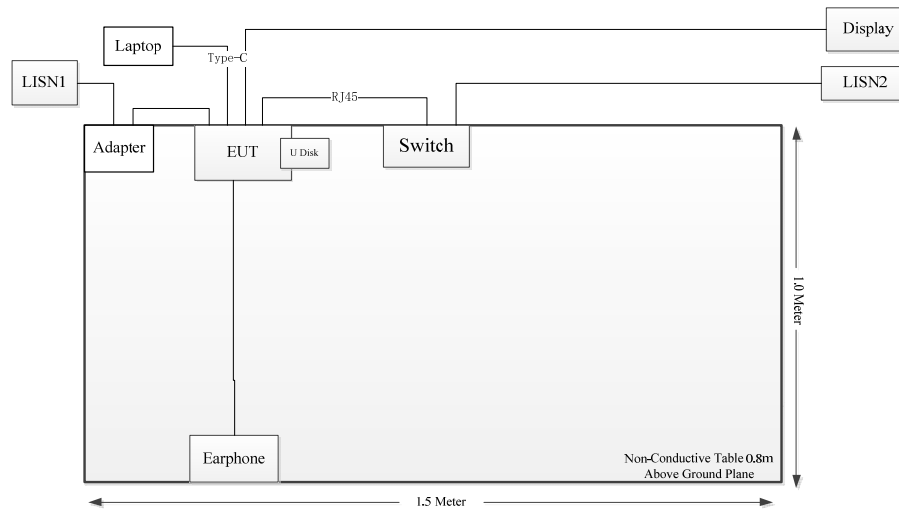 Laptop
Display
Type-C
LISN1
LISN2
RJ45
Adapter
EUT
U Disk
Switch
1.0 Meter
Earphone
Non-Conductive Table 0.8m
Above Ground Plane
1.5 Meter